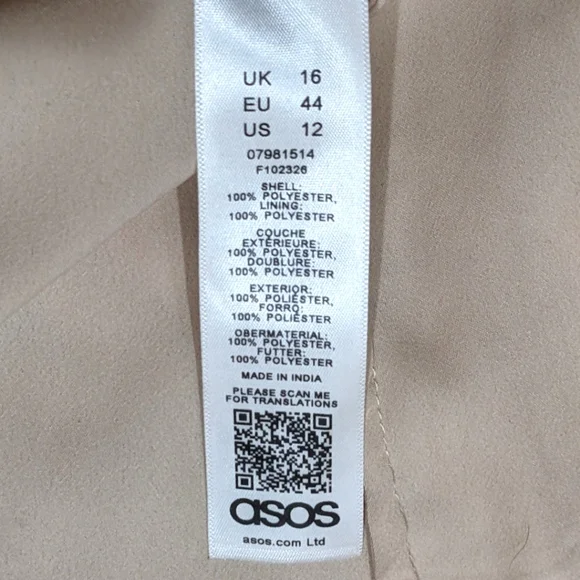 UK 16
EU 44
US 12
07981514
F102326
SHELL:
100% POLYESTER,
LINING:
100% POLYESTER
COUCHE
EXTÉRIEURE:
100% POLYESTER,
DOUBLURE:
100% POLYESTER
EXTERIOR:
100% POLIÉSTER,
FORRO:
100% POLIÉSTER
OBERMATERIAL:
100% POLYESTER,
FUTTER:
100% POLYESTER
MADE IN INDIA
PLEASE SCAN ME
FOR TRANSLATIONS
asos
asos.com Ltd